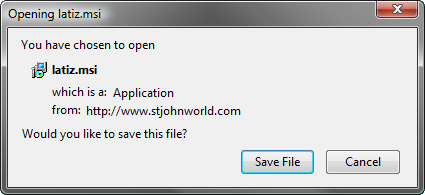 Opening latiz.msi
You have chosen to open
latiz.msi
which is a: Application
from: http://www.stjohnworld.com
Would you like to save this file?
Save File Cancel